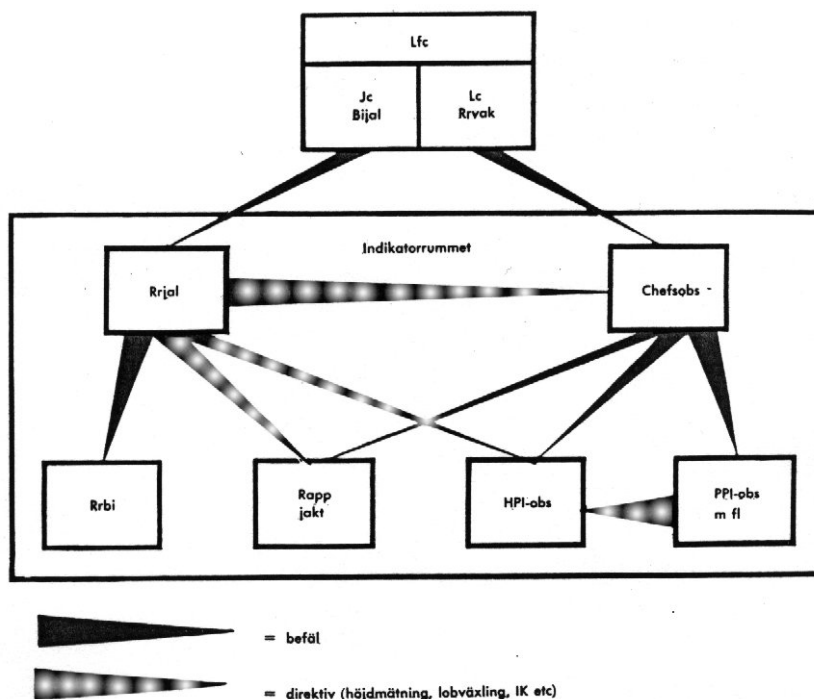 Lfc
Jc
Bijal
Lc
Rrvak
Indikatorrummet
Rrjal
Chefsobs
Rrbi
Rapp
jakt
HPI-obs
PPI-obs
m fl
= befäl
= direktiv (höjdmätning, lobväxling, IK etc)